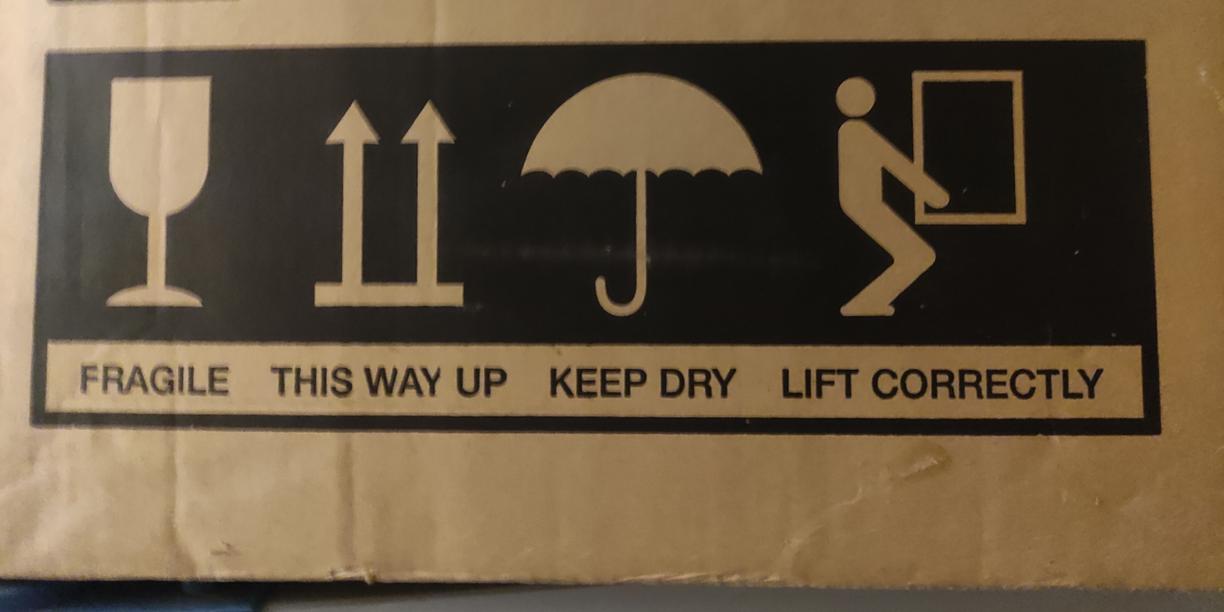 FRAGILE THIS WAY UP KEEP DRY LIFT CORRECTLY